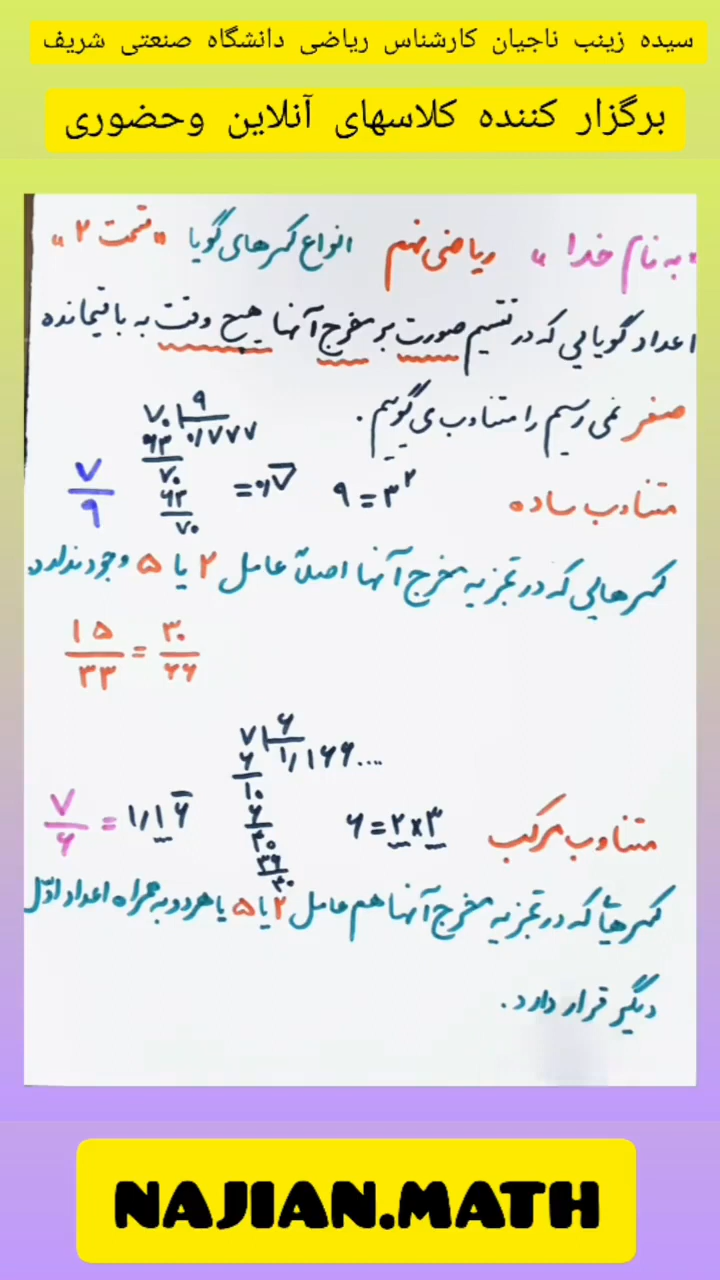 سیده زینب ناجیان کارشناس ریاضی دانشگاه صنعتی شریف
برگزار کننده کلاسهای آنلاین وحضوری
"به نام خدا" ریاضی نهم انواع کسرهای گویا "قسمت ۲"
اعداد گویایی که در تقسیم صورت بر مخرج آنها هیچ وقت به باقیمانده
صفر نمی رسیم را متناوب می گوییم.
۷۰ | ۹
۶۳ ۰/۷۷۷
۷۰
۶۳
۷۰
متناوب ساده ۹ = ۳^۲ = ۰/۷̅ ۷/۹
کسرهایی که در تجزیه مخرج آنها اصلاً عامل ۲ یا ۵ وجود ندارد.
۱۵/۳۳ = ۳۰/۶۶
۷ | ۶
۶ ۱/۱۶۶...
۱۰
۶
۴۰
۳۶
۴۰
متناوب مرکب ۶ = ۲ × ۳ ۷/۶ = ۱/۱۶̅
کسرهایی که در تجزیه مخرج آنها هم عامل ۲ یا ۵ یا هردو به همراه اعداد اوّل
دیگر قرار دارد.
NAJIAN.MATH